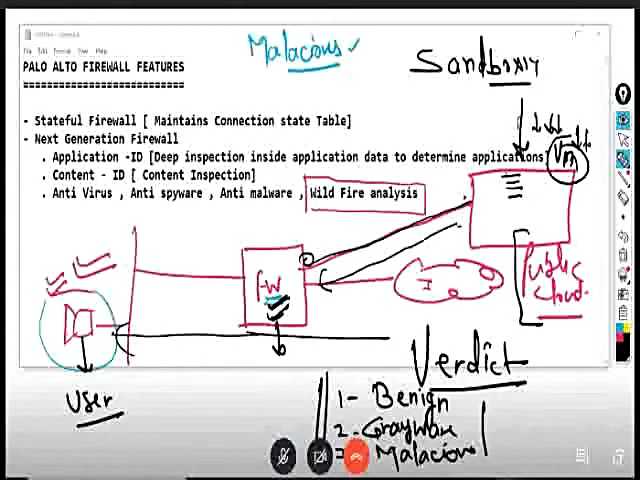 Malacious
Sandboxiy
PALO ALTO FIREWALL FEATURES
===========================
- Stateful Firewall [ Maintains Connection state Table]
- Next Generation Firewall
. Application -ID [Deep inspection inside application data to determine applications]
Vm
. Content - ID [ Content Inspection]
. Anti Virus , Anti spyware , Anti malware , Wild Fire analysis
F-W
I
Public
Cloud
User
Verdict
1 - Benign
2 - Grayware
3 - Malacious